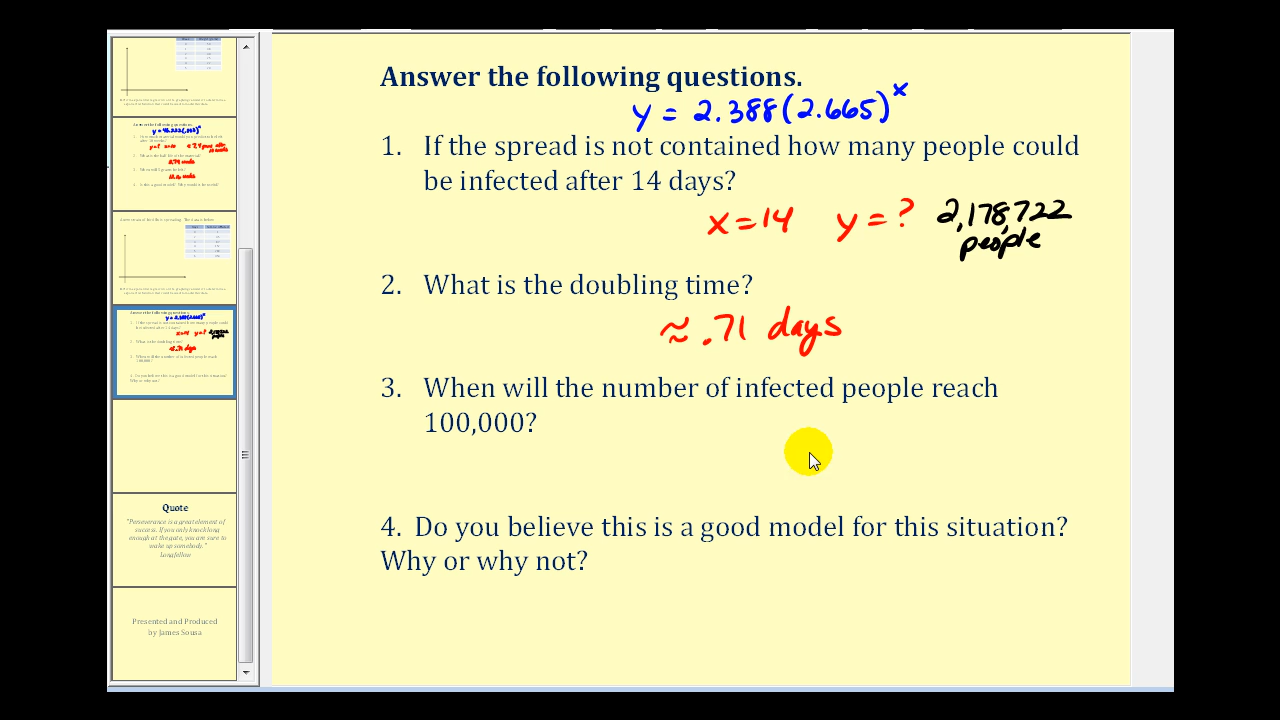 Answer the following questions.
y = 2.388(2.665)^x
1. If the spread is not contained how many people could
be infected after 14 days?
x = 14 y = ? 2,178,722
people
2. What is the doubling time?
≈ .71 days
3. When will the number of infected people reach
100,000?
4. Do you believe this is a good model for this situation?
Why or why not?
Quote
"Perseverance is a great element of
success. If you only knock long
enough at the gate, you are sure to
wake up somebody."
Longfellow
Presented and Produced
by James Sousa